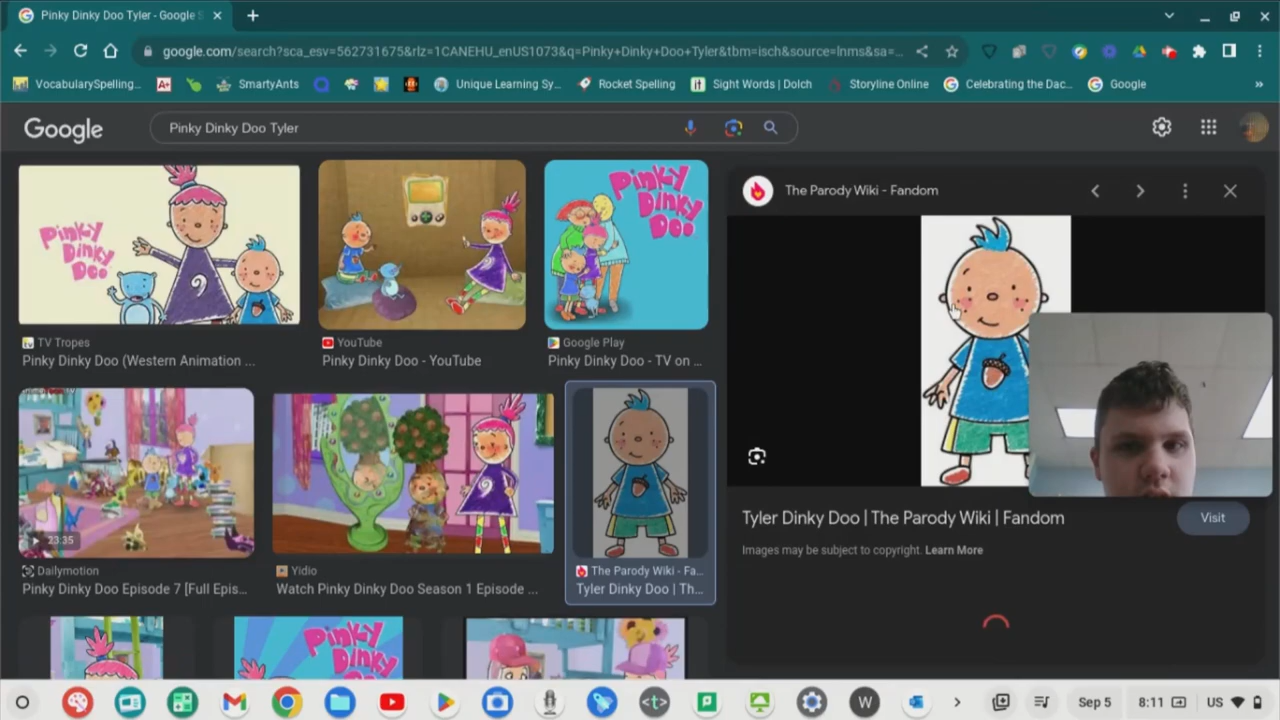 Pinky Dinky Doo Tyler - Google S
google.com/search?sca_esv=562731675&rlz=1CANEHU_enUS1073&q=Pinky+Dinky+Doo+Tyler&tbm=isch&source=lnms&sa=...
VocabularySpelling... A+ SmartyAnts Unique Learning Sy... Rocket Spelling Sight Words | Dolch Storyline Online Celebrating the Dac... Google »
Google Pinky Dinky Doo Tyler
PINKY DINKY DOO
PINKY DINKY DOO
The Parody Wiki - Fandom
TV Tropes
Pinky Dinky Doo (Western Animation ...
YouTube
Pinky Dinky Doo - YouTube
Google Play
Pinky Dinky Doo - TV on ...
23:35
Dailymotion
Pinky Dinky Doo Episode 7 [Full Epis...
Yidio
Watch Pinky Dinky Doo Season 1 Episode ...
The Parody Wiki - Fa...
Tyler Dinky Doo | Th...
Tyler Dinky Doo | The Parody Wiki | Fandom
Visit
Images may be subject to copyright. Learn More
PINKY DINKY
Sep 5 8:11 US